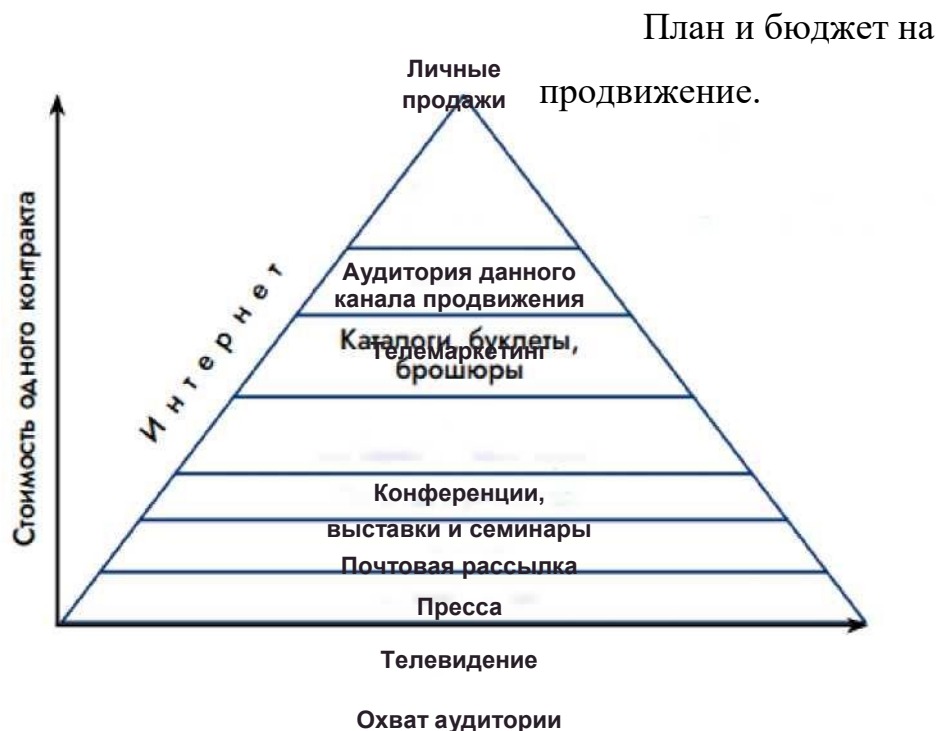 План и бюджет на
продвижение.
Личные
продажи
Стоимость одного контракта
Интернет
Аудитория данного
канала продвижения
Каталоги, буклеты,
Телемаркетинг
брошюры
Конференции,
выставки и семинары
Почтовая рассылка
Пресса
Телевидение
Охват аудитории